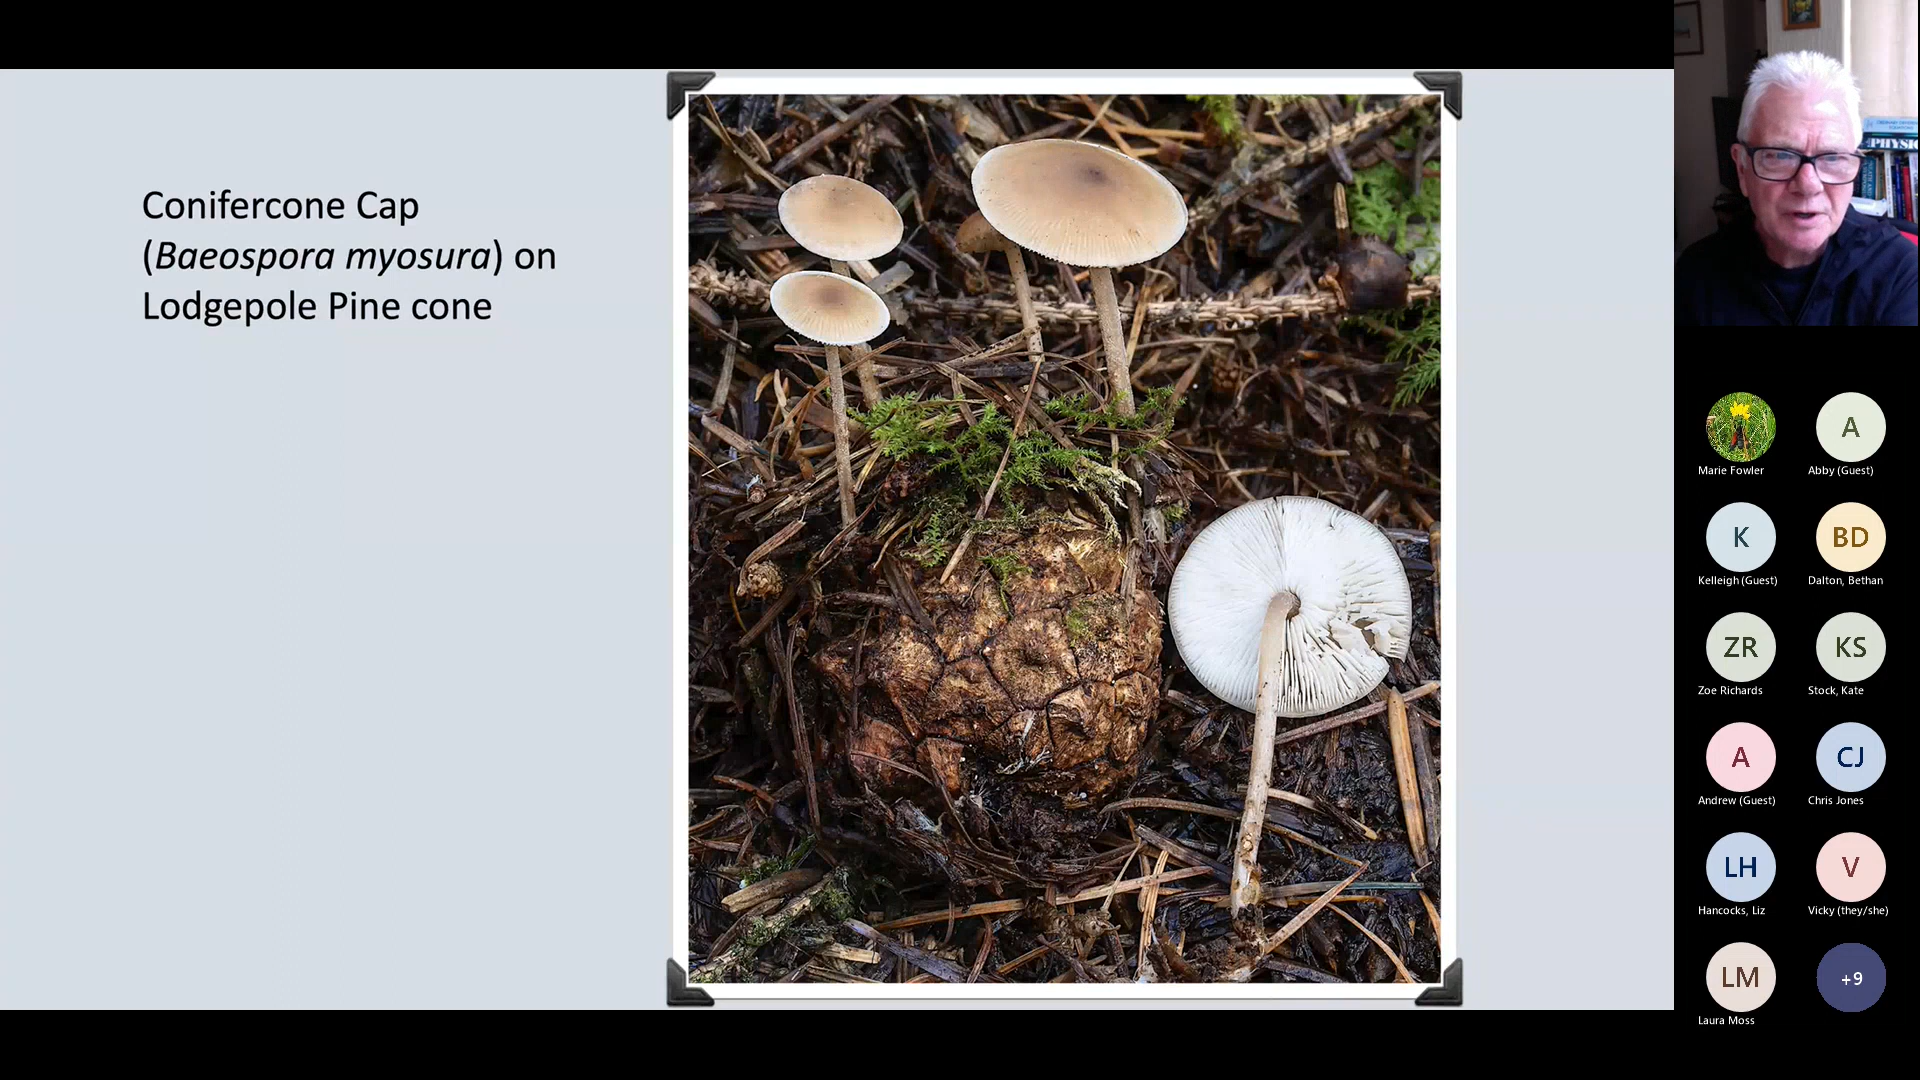 Conifercone Cap
(Baeospora myosura) on
Lodgepole Pine cone
PHYSIC
Marie Fowler
A
Abby (Guest)
K
Kelleigh (Guest)
BD
Dalton, Bethan
ZR
Zoe Richards
KS
Stock, Kate
A
Andrew (Guest)
CJ
Chris Jones
LH
Hancocks, Liz
V
Vicky (they/she)
LM
Laura Moss
+9